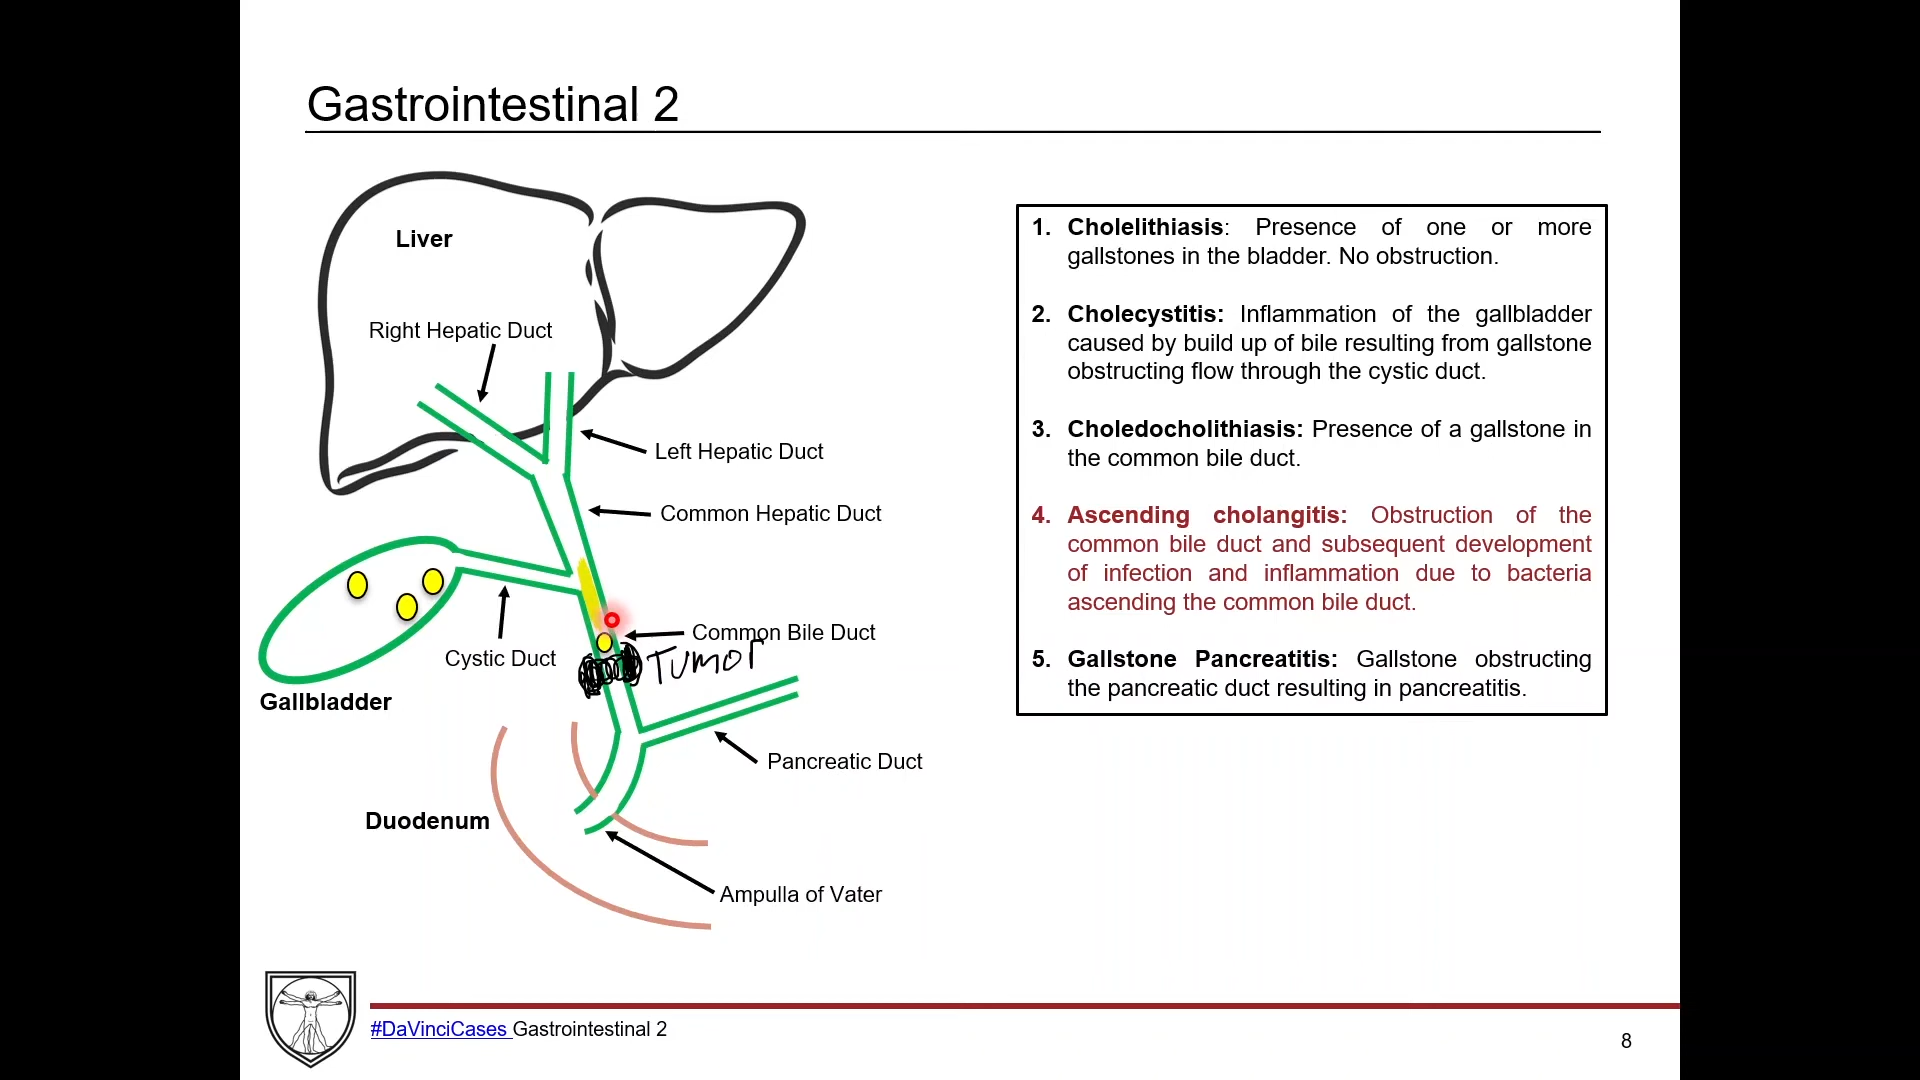 Gastrointestinal 2
Liver
Right Hepatic Duct
Left Hepatic Duct
Common Hepatic Duct
Common Bile Duct
Tumor
Cystic Duct
Gallbladder
Pancreatic Duct
Duodenum
Ampulla of Vater
1. Cholelithiasis: Presence of one or more
gallstones in the bladder. No obstruction.
2. Cholecystitis: Inflammation of the gallbladder
caused by build up of bile resulting from gallstone
obstructing flow through the cystic duct.
3. Choledocholithiasis: Presence of a gallstone in
the common bile duct.
4. Ascending cholangitis: Obstruction of the
common bile duct and subsequent development
of infection and inflammation due to bacteria
ascending the common bile duct.
5. Gallstone Pancreatitis: Gallstone obstructing
the pancreatic duct resulting in pancreatitis.
#DaVinciCases Gastrointestinal 2
8